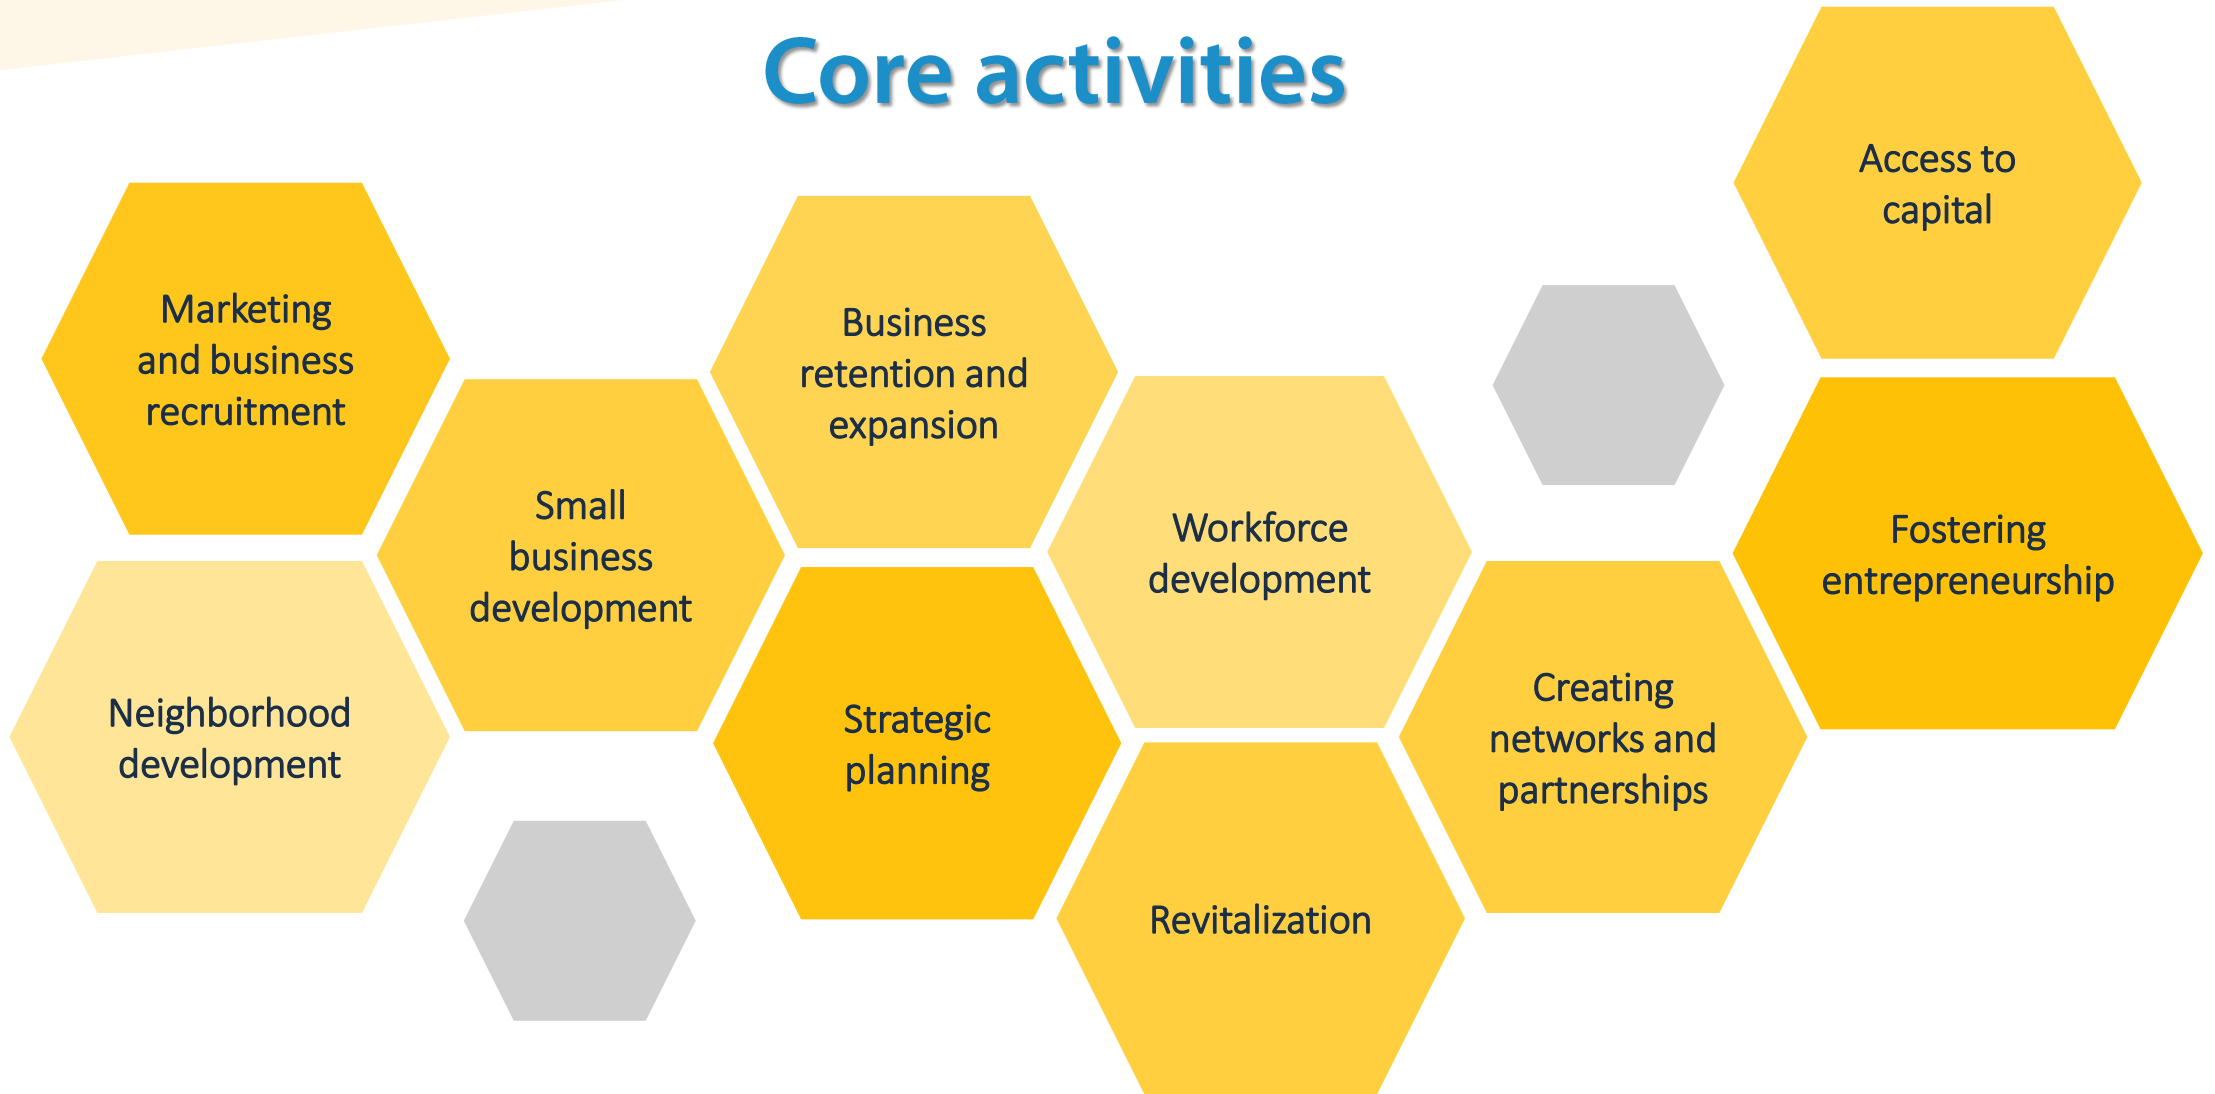 Core activities
Marketing
and business
recruitment
Neighborhood
development
Small
business
development
Business
retention and
expansion
Strategic
planning
Workforce
development
Revitalization
Creating
networks and
partnerships
Access to
capital
Fostering
entrepreneurship